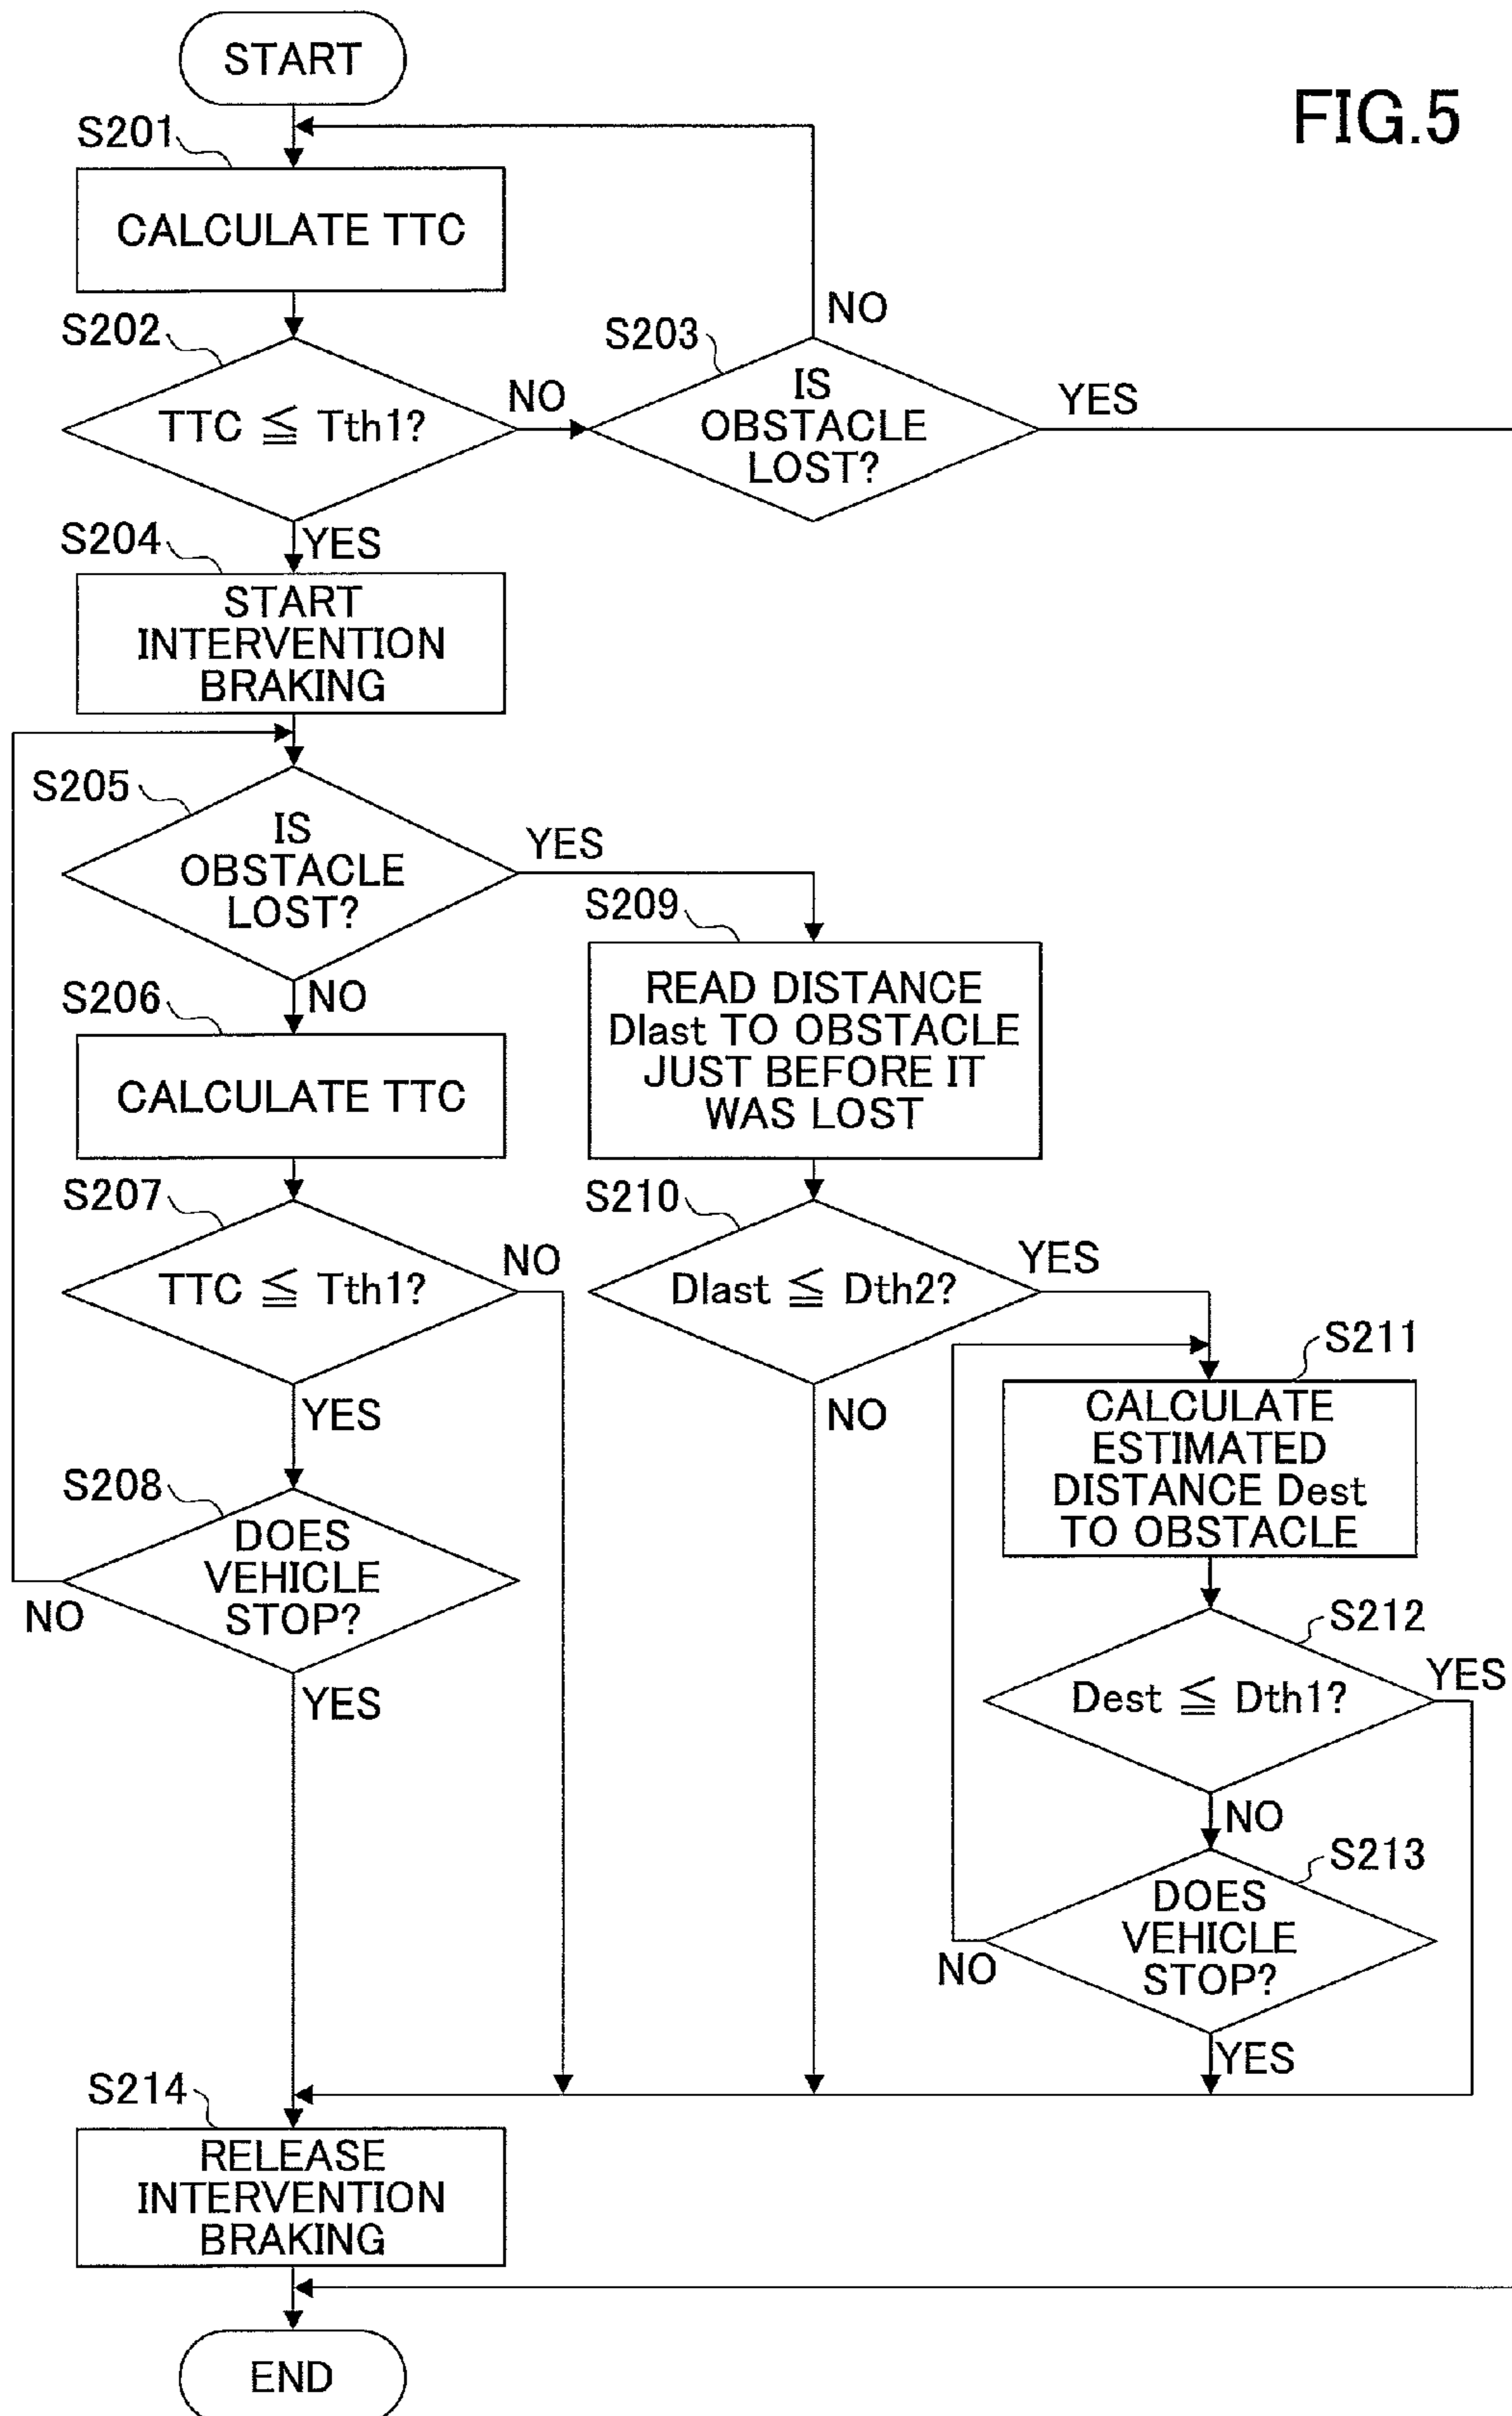 START
FIG.5
S201
CALCULATE TTC
S202
TTC ≦ Tth1?
NO
S203
IS
OBSTACLE
LOST?
NO
YES
YES
S204
START
INTERVENTION
BRAKING
S205
IS
OBSTACLE
LOST?
YES
NO
S206
CALCULATE TTC
S207
TTC ≦ Tth1?
NO
YES
S208
DOES
VEHICLE
STOP?
NO
YES
S209
READ DISTANCE
Dlast TO OBSTACLE
JUST BEFORE IT
WAS LOST
S210
Dlast ≦ Dth2?
YES
NO
S211
CALCULATE
ESTIMATED
DISTANCE Dest
TO OBSTACLE
S212
Dest ≦ Dth1?
YES
NO
S213
DOES
VEHICLE
STOP?
NO
YES
S214
RELEASE
INTERVENTION
BRAKING
END